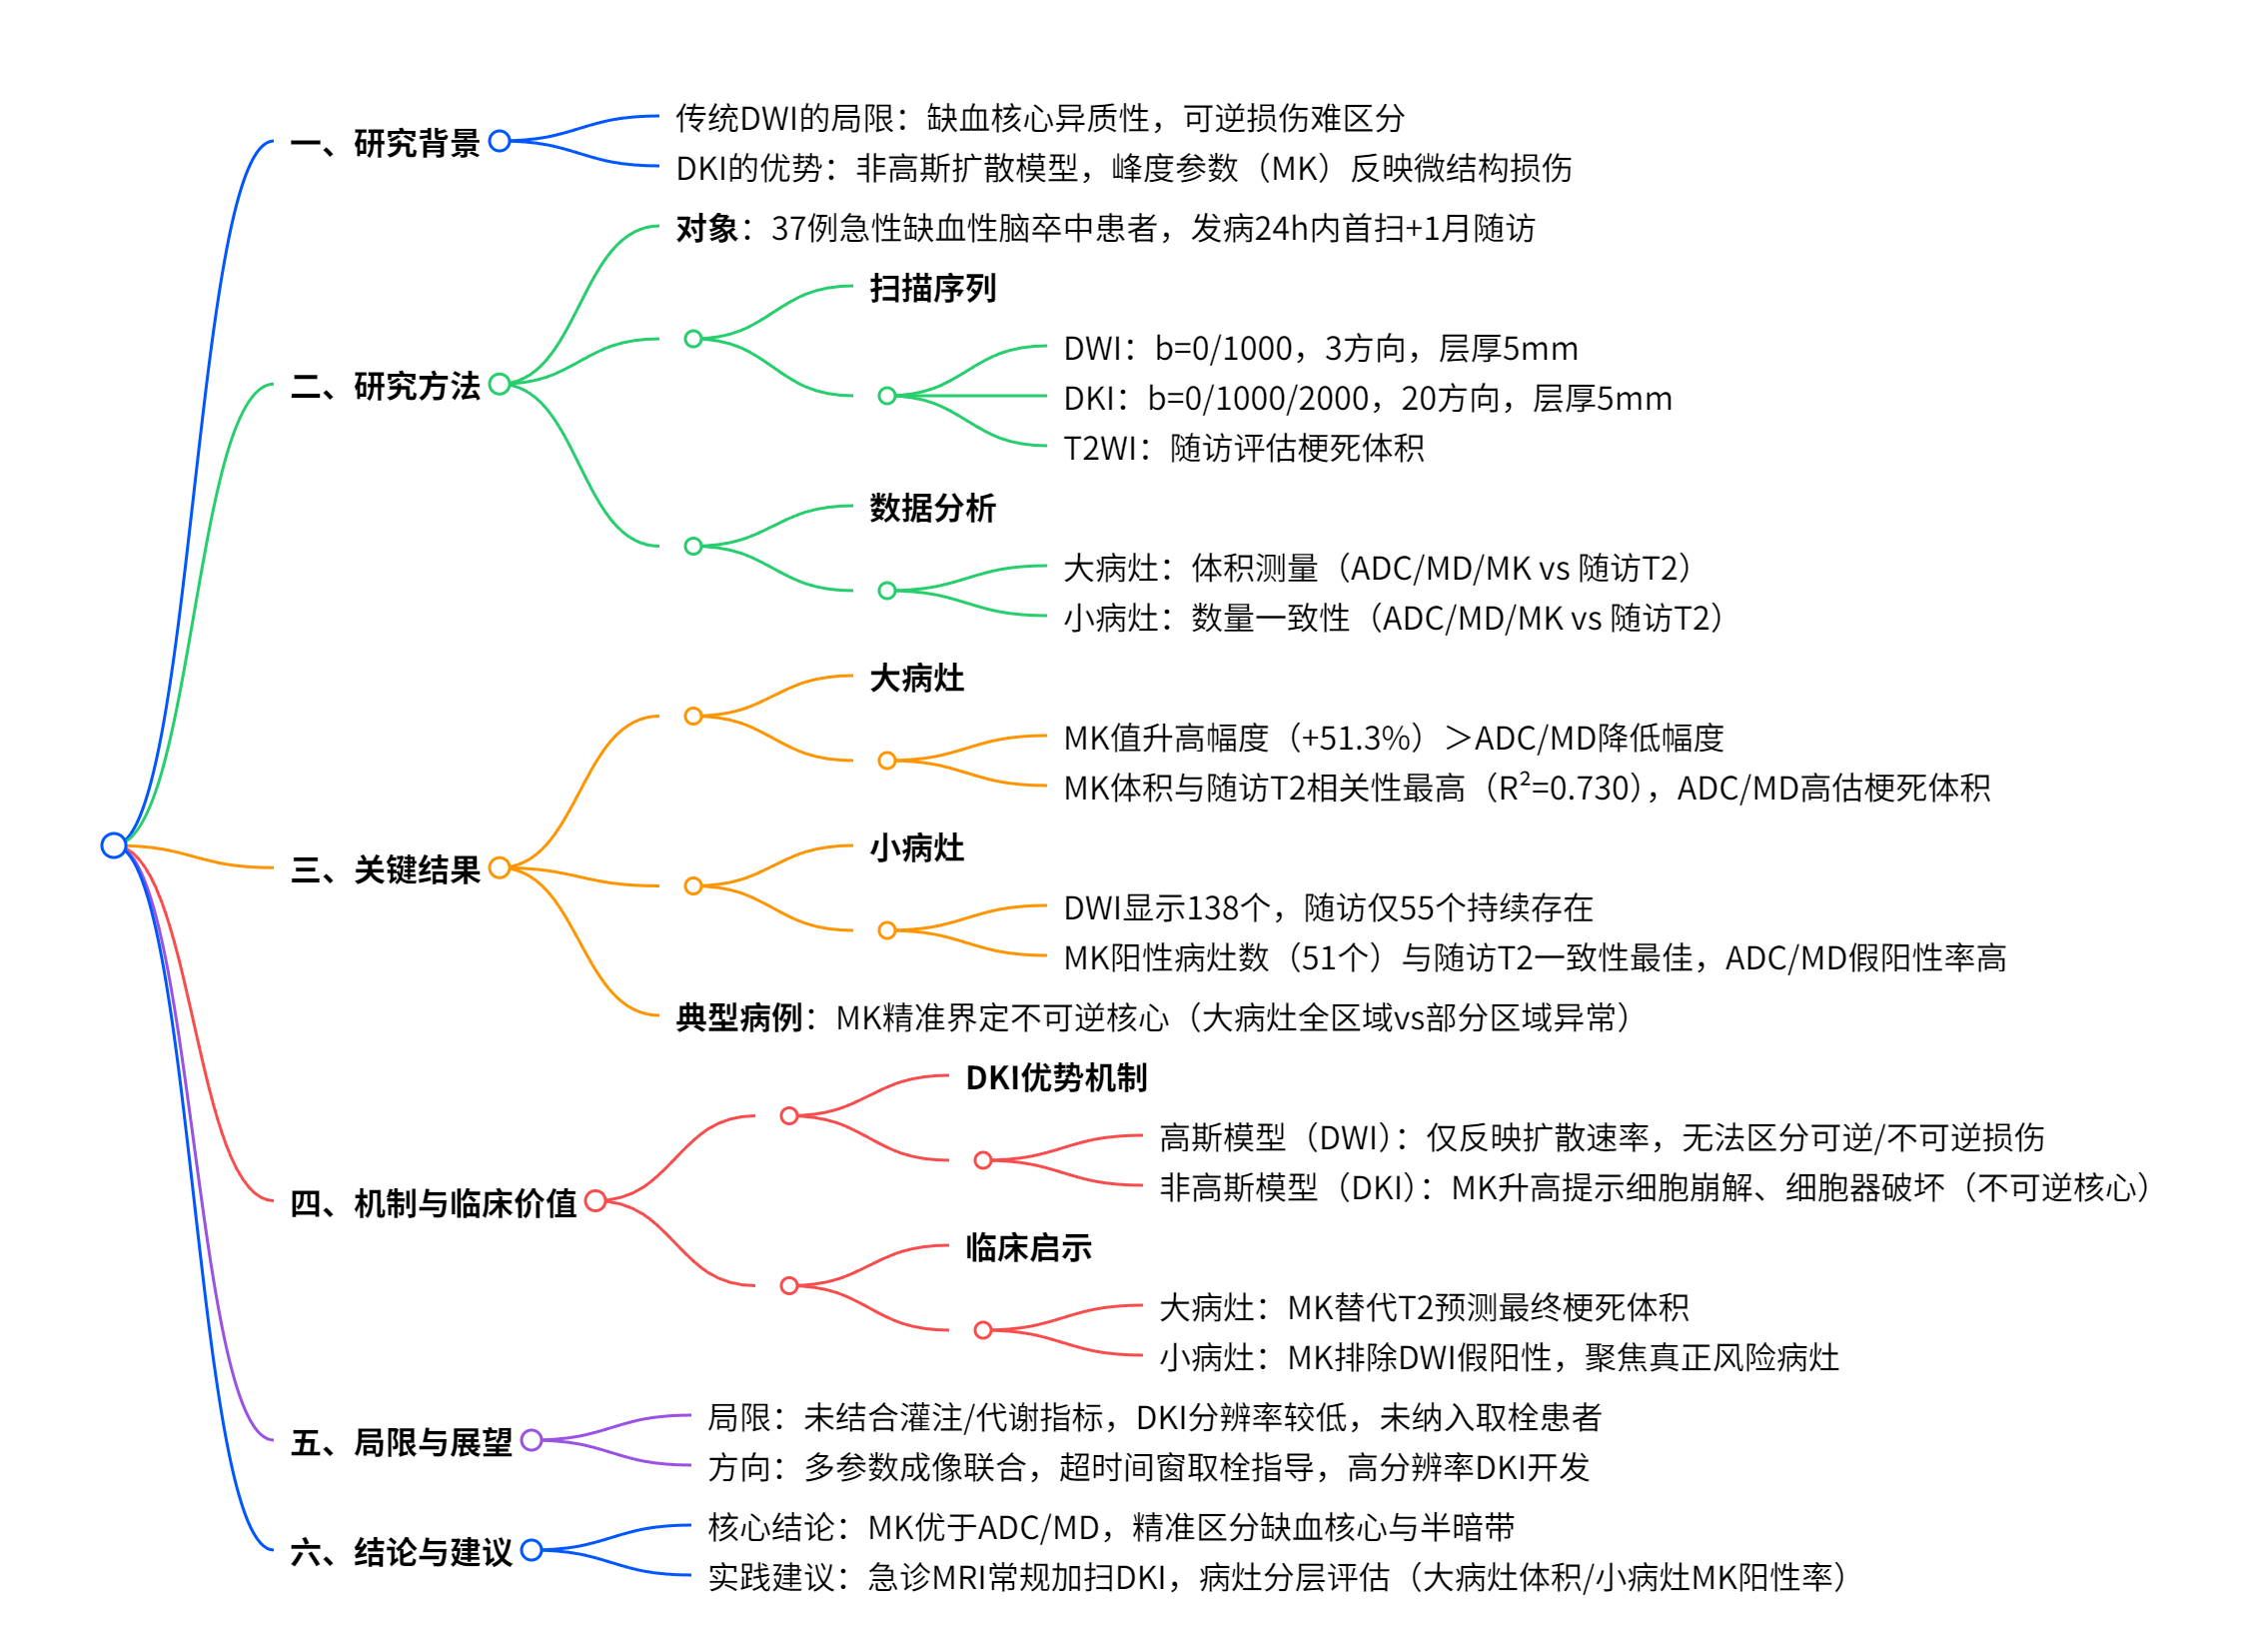 一、研究背景
传统DWI的局限：缺血核心异质性，可逆损伤难区分
DKI的优势：非高斯扩散模型，峰度参数（MK）反映微结构损伤
二、研究方法
对象：37例急性缺血性脑卒中患者，发病24h内首扫+1月随访
扫描序列
DWI：b=0/1000，3方向，层厚5mm
DKI：b=0/1000/2000，20方向，层厚5mm
T2WI：随访评估梗死体积
数据分析
大病灶：体积测量（ADC/MD/MK vs 随访T2）
小病灶：数量一致性（ADC/MD/MK vs 随访T2）
三、关键结果
大病灶
MK值升高幅度（+51.3%）＞ADC/MD降低幅度
MK体积与随访T2相关性最高（R²=0.730），ADC/MD高估梗死体积
小病灶
DWI显示138个，随访仅55个持续存在
MK阳性病灶数（51个）与随访T2一致性最佳，ADC/MD假阳性率高
典型病例：MK精准界定不可逆核心（大病灶全区域vs部分区域异常）
四、机制与临床价值
DKI优势机制
高斯模型（DWI）：仅反映扩散速率，无法区分可逆/不可逆损伤
非高斯模型（DKI）：MK升高提示细胞崩解、细胞器破坏（不可逆核心）
临床启示
大病灶：MK替代T2预测最终梗死体积
小病灶：MK排除DWI假阳性，聚焦真正风险病灶
五、局限与展望
局限：未结合灌注/代谢指标，DKI分辨率较低，未纳入取栓患者
方向：多参数成像联合，超时间窗取栓指导，高分辨率DKI开发
六、结论与建议
核心结论：MK优于ADC/MD，精准区分缺血核心与半暗带
实践建议：急诊MRI常规加扫DKI，病灶分层评估（大病灶体积/小病灶MK阳性率）